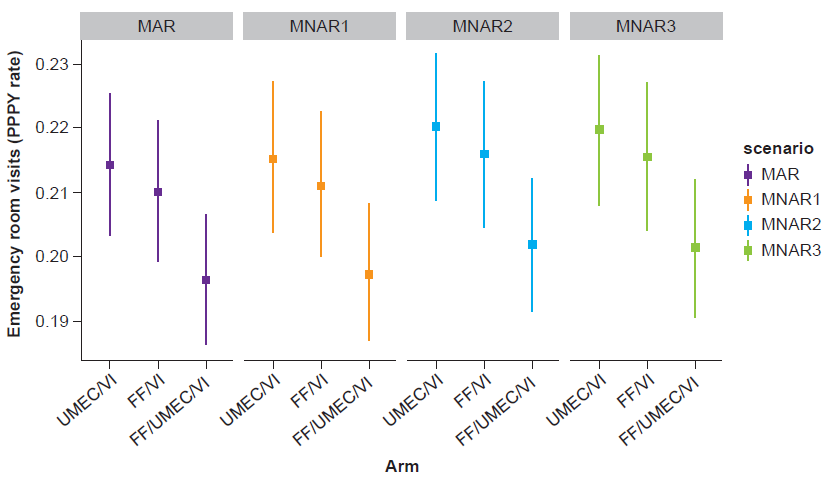 MAR MNAR1 MNAR2 MNAR3
Emergency room visits (PPPY rate)
0.23
0.22
0.21
0.20
0.19
scenario
MAR
MNAR1
MNAR2
MNAR3
UMEC/VI FF/VI FF/UMEC/VI UMEC/VI FF/VI FF/UMEC/VI UMEC/VI FF/VI FF/UMEC/VI UMEC/VI FF/VI FF/UMEC/VI
Arm